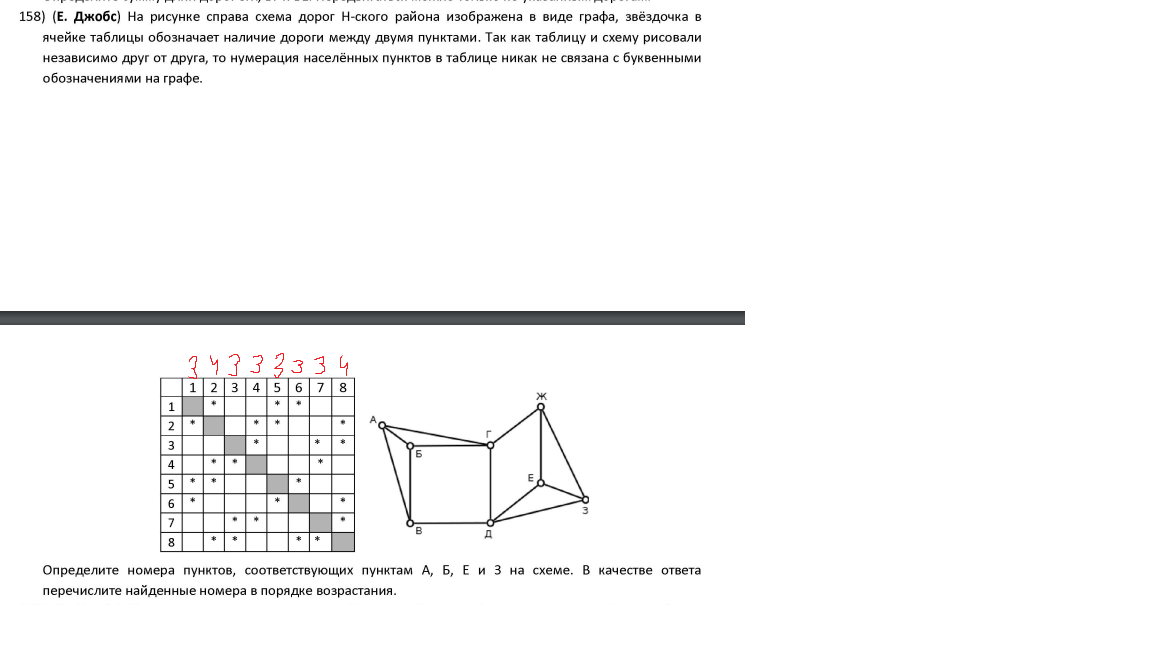 158) (Е. Джобс) На рисунке справа схема дорог Н-ского района изображена в виде графа, звёздочка в
ячейке таблицы обозначает наличие дороги между двумя пунктами. Так как таблицу и схему рисовали
независимо друг от друга, то нумерация населённых пунктов в таблице никак не связана с буквенными
обозначениями на графе.
3 4 3 3 3 3 3 4
1 2 3 4 5 6 7 8
1 * * *
2 * * * *
3 * * *
4 * * *
5 * * *
6 * * *
7 * * *
8 * * * *
Ж
А
Г
Б
Е
З
В
Д
Определите номера пунктов, соответствующих пунктам А, Б, Е и З на схеме. В качестве ответа
перечислите найденные номера в порядке возрастания.